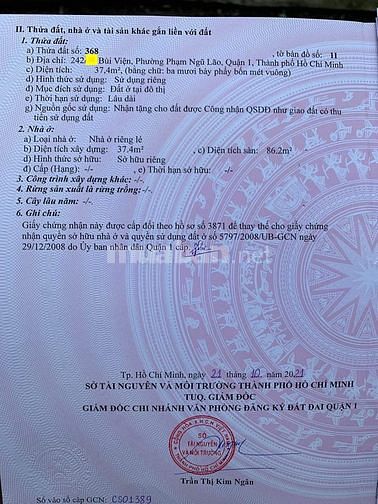 II. Thửa đất, nhà ở và tài sản khác gắn liền với đất
1. Thửa đất:
a) Thửa đất số: 368, tờ bản đồ số: 11
b) Địa chỉ: 242 Bùi Viện, Phường Phạm Ngũ Lão, Quận 1, Thành phố Hồ Chí Minh
c) Diện tích: 37,4m², (bằng chữ: ba mươi bảy phẩy bốn mét vuông)
d) Hình thức sử dụng: Sử dụng riêng
đ) Mục đích sử dụng: Đất ở tại đô thị
e) Thời hạn sử dụng: Lâu dài
g) Nguồn gốc sử dụng: Nhận tặng cho đất được Công nhận QSDĐ như giao đất có thu
tiền sử dụng đất
2. Nhà ở:
a) Loại nhà ở: Nhà ở riêng lẻ
b) Diện tích xây dựng: 37.4m², c) Diện tích sàn: 86.2m²
d) Hình thức sở hữu: Sở hữu riêng
đ) Cấp (Hạng): -/- e) Thời hạn sở hữu: -/-
3. Công trình xây dựng khác: -/-
4. Rừng sản xuất là rừng trồng: -/-
5. Cây lâu năm: -/-
6. Ghi chú:
Giấy chứng nhận này được cấp đổi theo hồ sơ số 3871 để thay thế cho giấy chứng
nhận quyền sở hữu nhà ở và quyền sử dụng đất ở số 5797/2008/UB-GCN ngày
29/12/2008 do Ủy ban nhân dân Quận 1 cấp.
Tp. Hồ Chí Minh, ngày 21 tháng 10 năm 2021
SỞ TÀI NGUYÊN VÀ MÔI TRƯỜNG THÀNH PHỐ HỒ CHÍ MINH
TUQ. GIÁM ĐỐC
GIÁM ĐỐC CHI NHÁNH VĂN PHÒNG ĐĂNG KÝ ĐẤT ĐAI QUẬN 1
SỞ
TÀI NGUYÊN
VÀ MÔI TRƯỜNG
Trần Thị Kim Ngân
Số vào sổ cấp GCN: CS01389